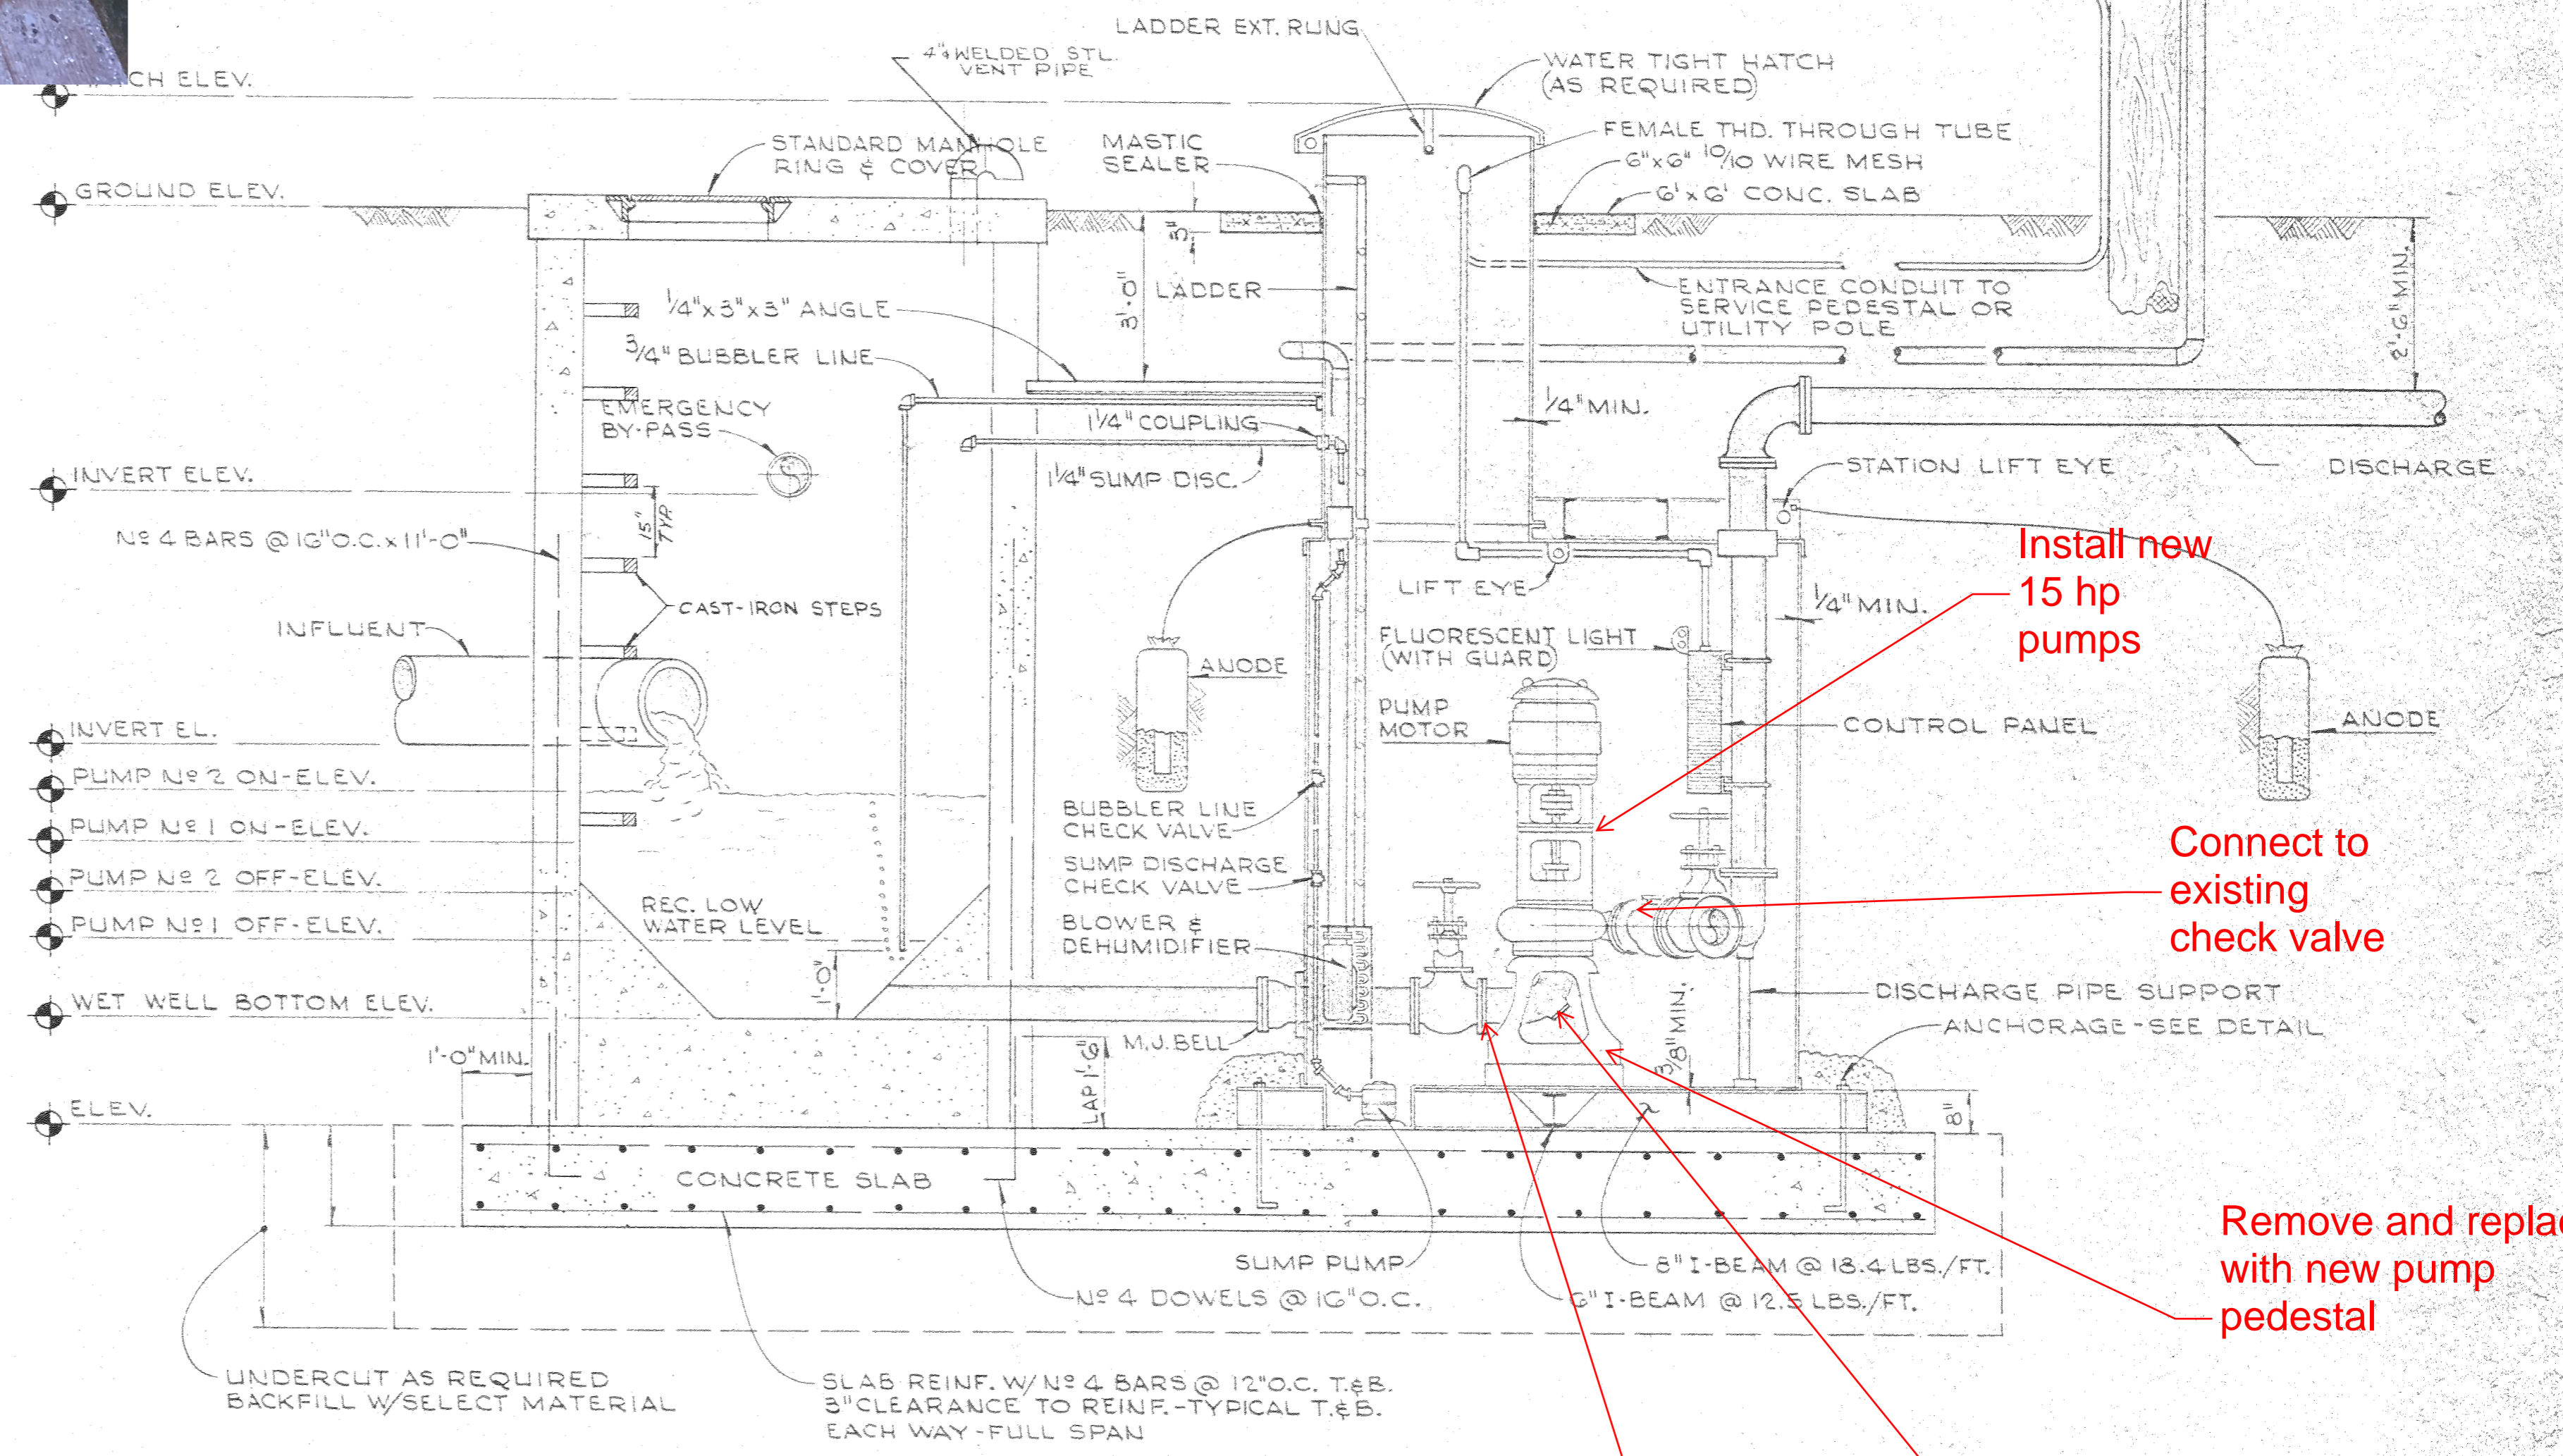 LADDER EXT. RUNG
4"φ WELDED STL.
VENT PIPE
WATER TIGHT HATCH
(AS REQUIRED)
CH ELEV.
STANDARD MANHOLE
RING & COVER
MASTIC
SEALER
FEMALE THD. THROUGH TUBE
6"x6" 10/10 WIRE MESH
6'x6' CONC. SLAB
GROUND ELEV.
3"
3'-0"
LADDER
1/4"x3"x3" ANGLE
3/4" BUBBLER LINE
ENTRANCE CONDUIT TO
SERVICE PEDESTAL OR
UTILITY POLE
2'-6" MIN.
EMERGENCY
BY-PASS
1 1/4" COUPLING
1/4" MIN.
1 1/4" SUMP DISC.
STATION LIFT EYE
DISCHARGE
INVERT ELEV.
15"
TYP.
Nº 4 BARS @ 16" O.C. x 11'-0"
CAST-IRON STEPS
INFLUENT
LIFT EYE
Install new
15 hp
pumps
1/4" MIN.
FLUORESCENT LIGHT
(WITH GUARD)
ANODE
PUMP
MOTOR
CONTROL PANEL
ANODE
INVERT EL.
PUMP Nº 2 ON-ELEV.
PUMP Nº 1 ON-ELEV.
PUMP Nº 2 OFF-ELEV.
PUMP Nº 1 OFF-ELEV.
BUBBLER LINE
CHECK VALVE
SUMP DISCHARGE
CHECK VALVE
BLOWER &
DEHUMIDIFIER
REC. LOW
WATER LEVEL
1'-0"
Connect to
existing
check valve
WET WELL BOTTOM ELEV.
M.J. BELL
DISCHARGE PIPE SUPPORT
ANCHORAGE-SEE DETAIL
1'-0" MIN.
LAP 1'-6"
3/8" MIN.
8"
ELEV.
CONCRETE SLAB
SUMP PUMP
8" I-BEAM @ 18.4 LBS./FT.
Nº 4 DOWELS @ 16" O.C.
6" I-BEAM @ 12.5 LBS./FT.
Remove and replac
with new pump
pedestal
UNDERCUT AS REQUIRED
BACKFILL W/SELECT MATERIAL
SLAB REINF. W/ Nº 4 BARS @ 12" O.C. T.&B.
3" CLEARANCE TO REINF.-TYPICAL T.&B.
EACH WAY-FULL SPAN